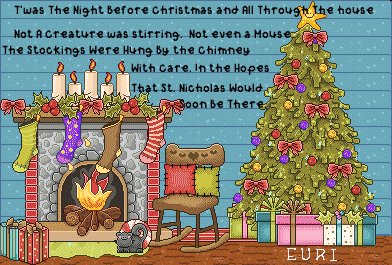 T'was The Night Before Christmas and All Through the house
Not A Creature was stirring. Not even a Mouse
The Stockings Were Hung By the Chimney
With Care. In the Hopes
That St. Nicholas Would
Soon Be There
EURI